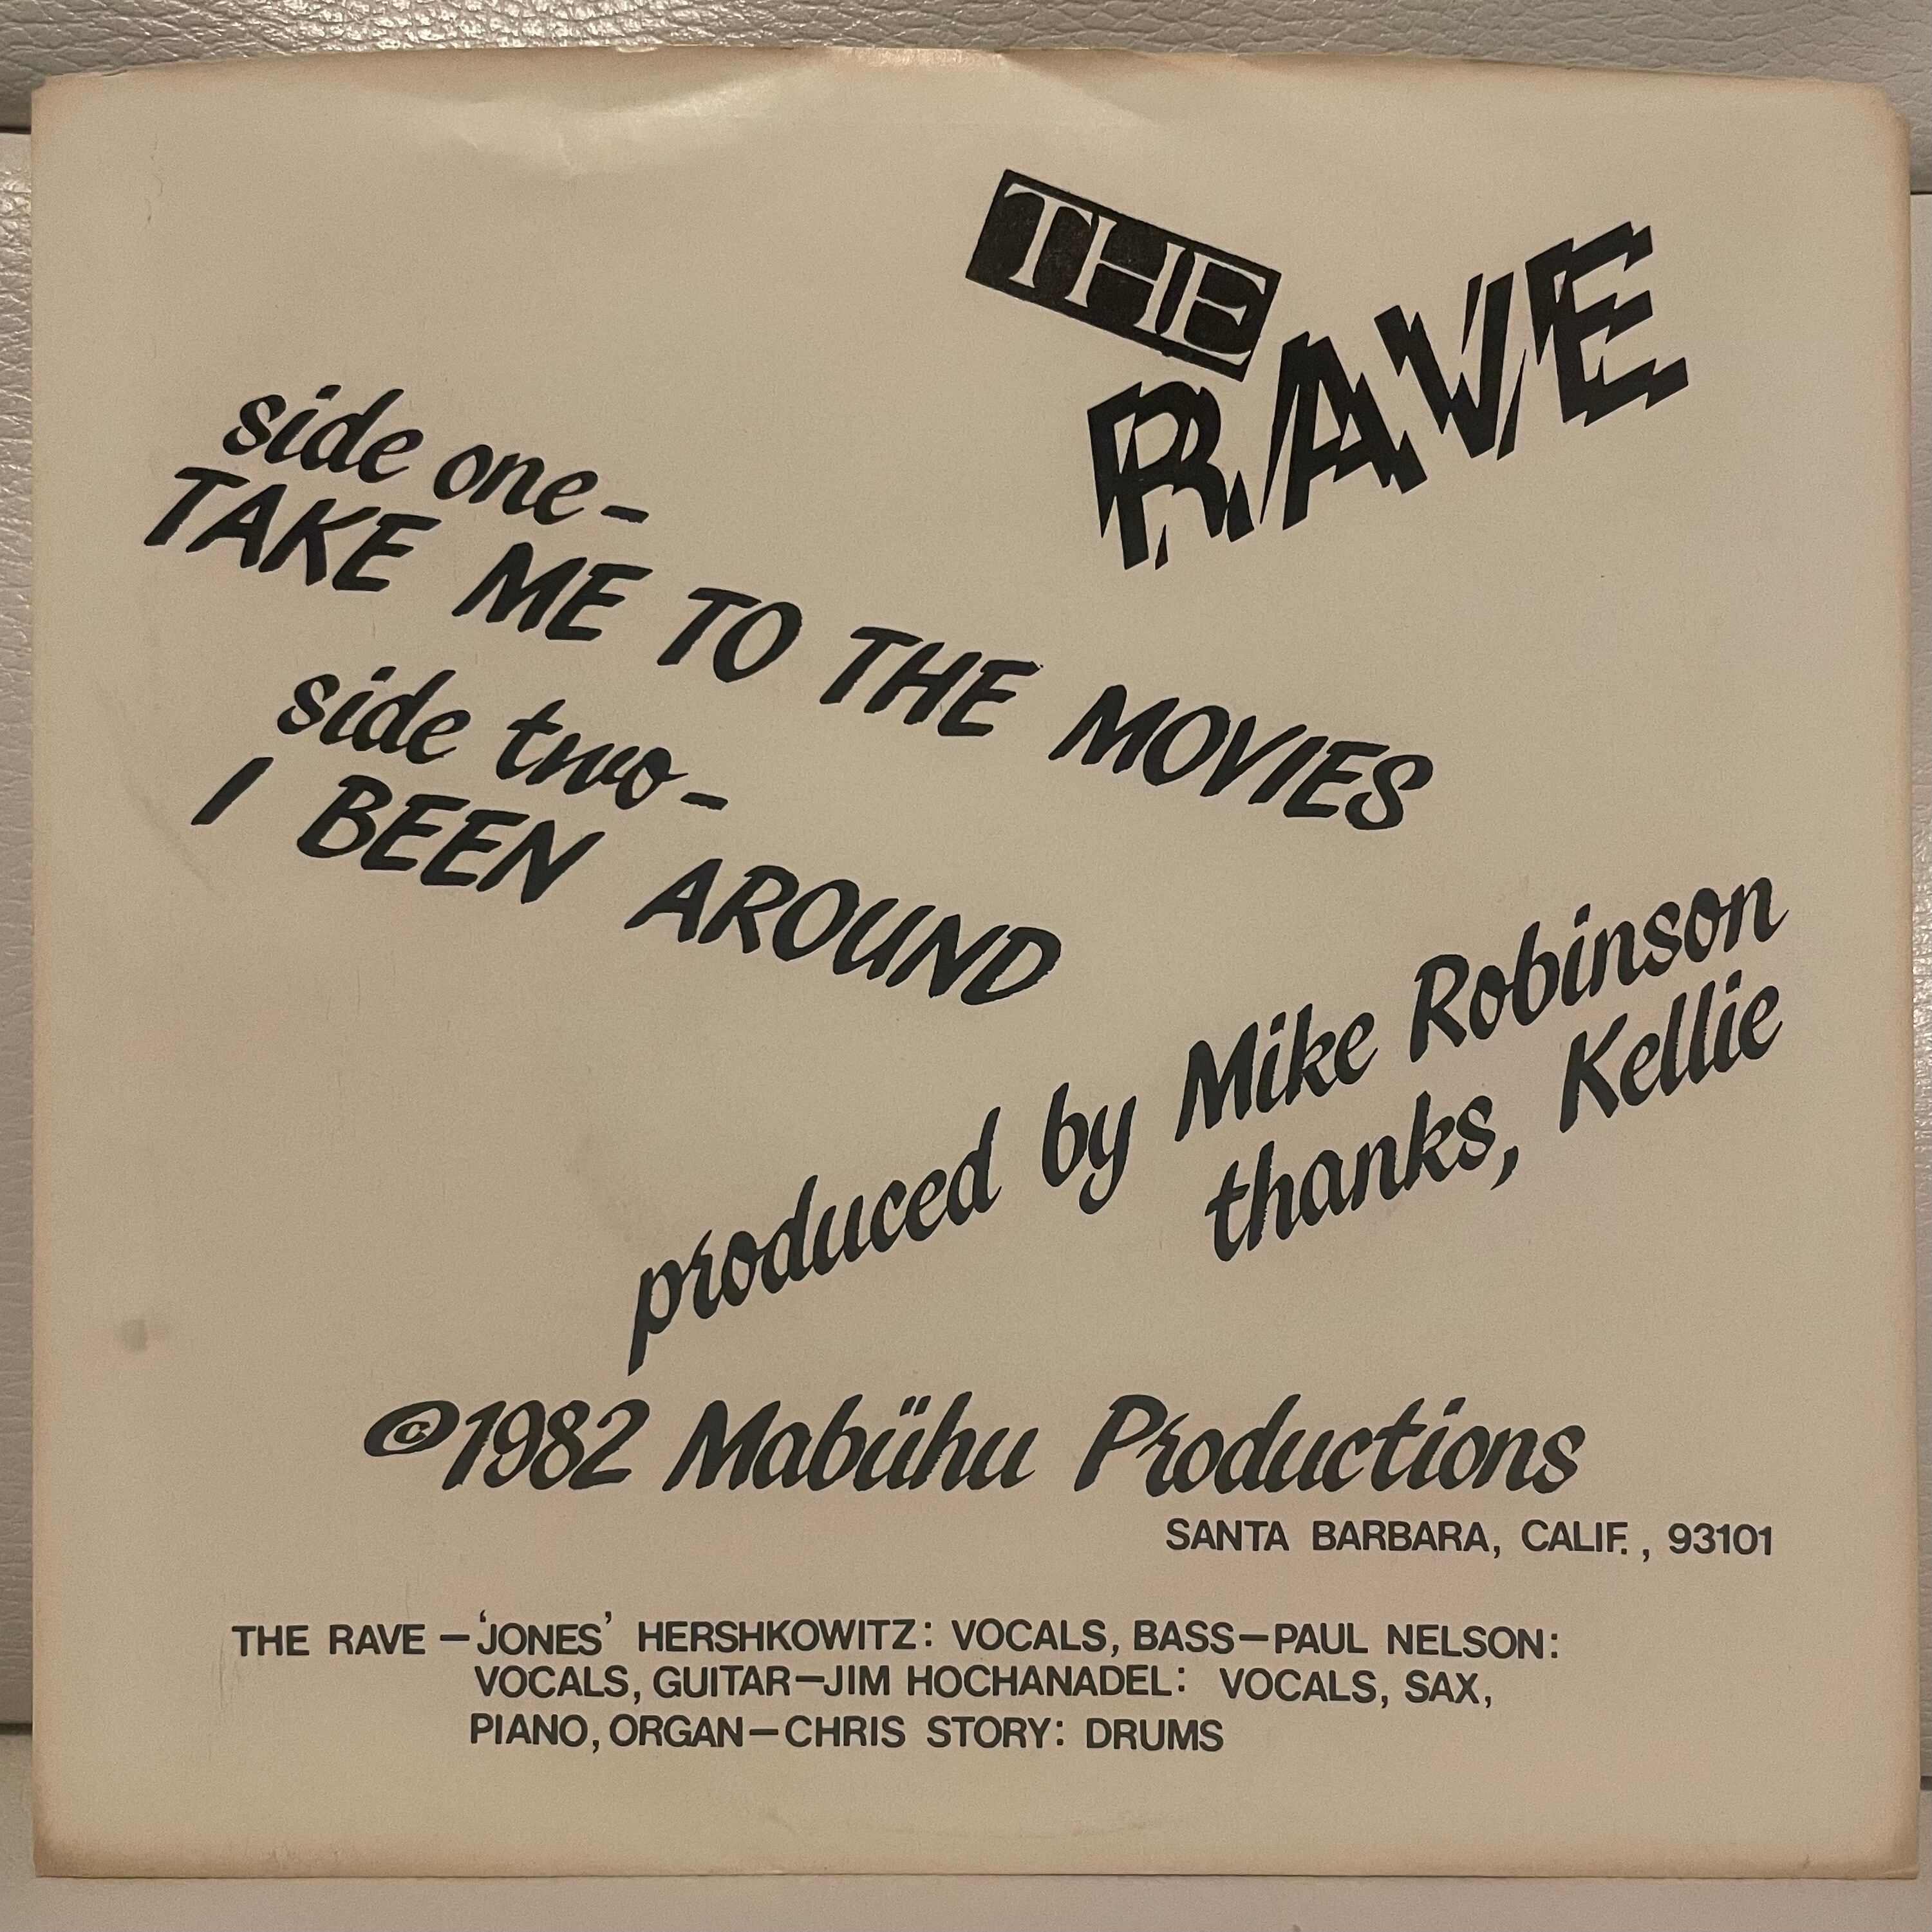 THE
RAVE
side one-
TAKE ME TO THE MOVIES
side two-
I BEEN AROUND
produced by Mike Robinson
thanks, Kellie
©1982 Mabühu Productions
SANTA BARBARA, CALIF., 93101
THE RAVE—'JONES' HERSHKOWITZ: VOCALS, BASS—PAUL NELSON:
VOCALS, GUITAR—JIM HOCHANADEL: VOCALS, SAX,
PIANO, ORGAN—CHRIS STORY: DRUMS